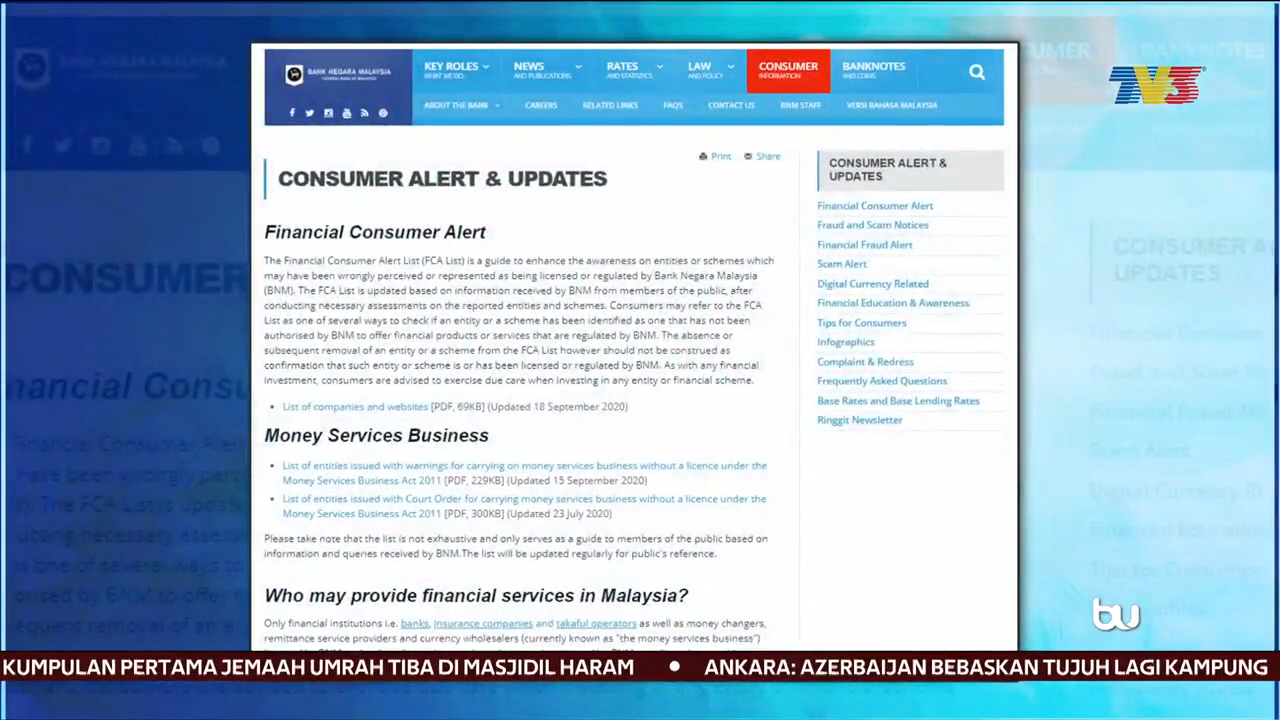 BANK NEGARA MALAYSIA
CENTRAL BANK OF MALAYSIA
KEY ROLES
WHAT WE DO
NEWS
AND PUBLICATIONS
RATES
AND STATISTICS
LAW
AND POLICY
CONSUMER
INFORMATION
BANKNOTES
AND COINS
TV3
ABOUT THE BANK
CAREERS
RELATED LINKS
FAQS
CONTACT US
BNM STAFF
VERSI BAHASA MALAYSIA
Print
Share
CONSUMER ALERT & UPDATES
Financial Consumer Alert
The Financial Consumer Alert List (FCA List) is a guide to enhance the awareness on entities or schemes which
may have been wrongly perceived or represented as being licensed or regulated by Bank Negara Malaysia
(BNM). The FCA List is updated based on information received by BNM from members of the public, after
conducting necessary assessments on the reported entities and schemes. Consumers may refer to the FCA
List as one of several ways to check if an entity or a scheme has been identified as one that has not been
authorised by BNM to offer financial products or services that are regulated by BNM. The absence or
subsequent removal of an entity or a scheme from the FCA List however should not be construed as
confirmation that such entity or scheme is or has been licensed or regulated by BNM. As with any financial
investment, consumers are advised to exercise due care when investing in any entity or financial scheme.
• List of companies and websites [PDF, 69KB] (Updated 18 September 2020)
Money Services Business
• List of entities issued with warnings for carrying on money services business without a licence under the
Money Services Business Act 2011 [PDF, 229KB] (Updated 15 September 2020)
• List of entities issued with Court Order for carrying money services business without a licence under the
Money Services Business Act 2011 [PDF, 300KB] (Updated 23 July 2020)
Please take note that the list is not exhaustive and only serves as a guide to members of the public based on
information and queries received by BNM.The list will be updated regularly for public's reference.
Who may provide financial services in Malaysia?
Only financial institutions i.e. banks, insurance companies and takaful operators as well as money changers,
remittance service providers and currency wholesalers (currently known as "the money services business")
CONSUMER ALERT &
UPDATES
Financial Consumer Alert
Fraud and Scam Notices
Financial Fraud Alert
Scam Alert
Digital Currency Related
Financial Education & Awareness
Tips for Consumers
Infographics
Complaint & Redress
Frequently Asked Questions
Base Rates and Base Lending Rates
Ringgit Newsletter
bu
KUMPULAN PERTAMA JEMAAH UMRAH TIBA DI MASJIDIL HARAM • ANKARA: AZERBAIJAN BEBASKAN TUJUH LAGI KAMPUNG